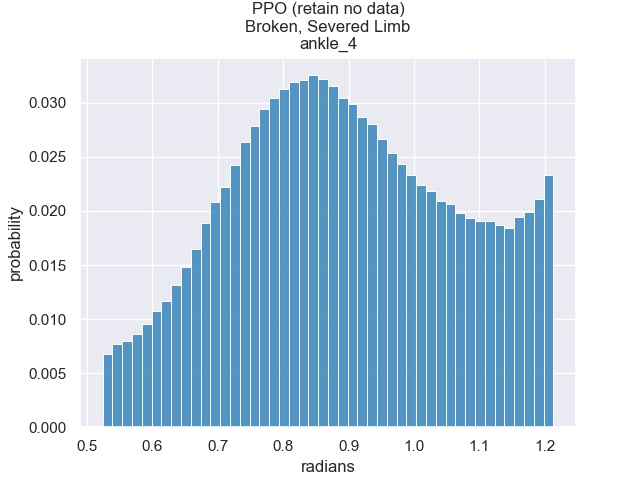 PPO (retain no data)
Broken, Severed Limb
ankle_4
probability
0.030
0.025
0.020
0.015
0.010
0.005
0.000
0.5 0.6 0.7 0.8 0.9 1.0 1.1 1.2
radians